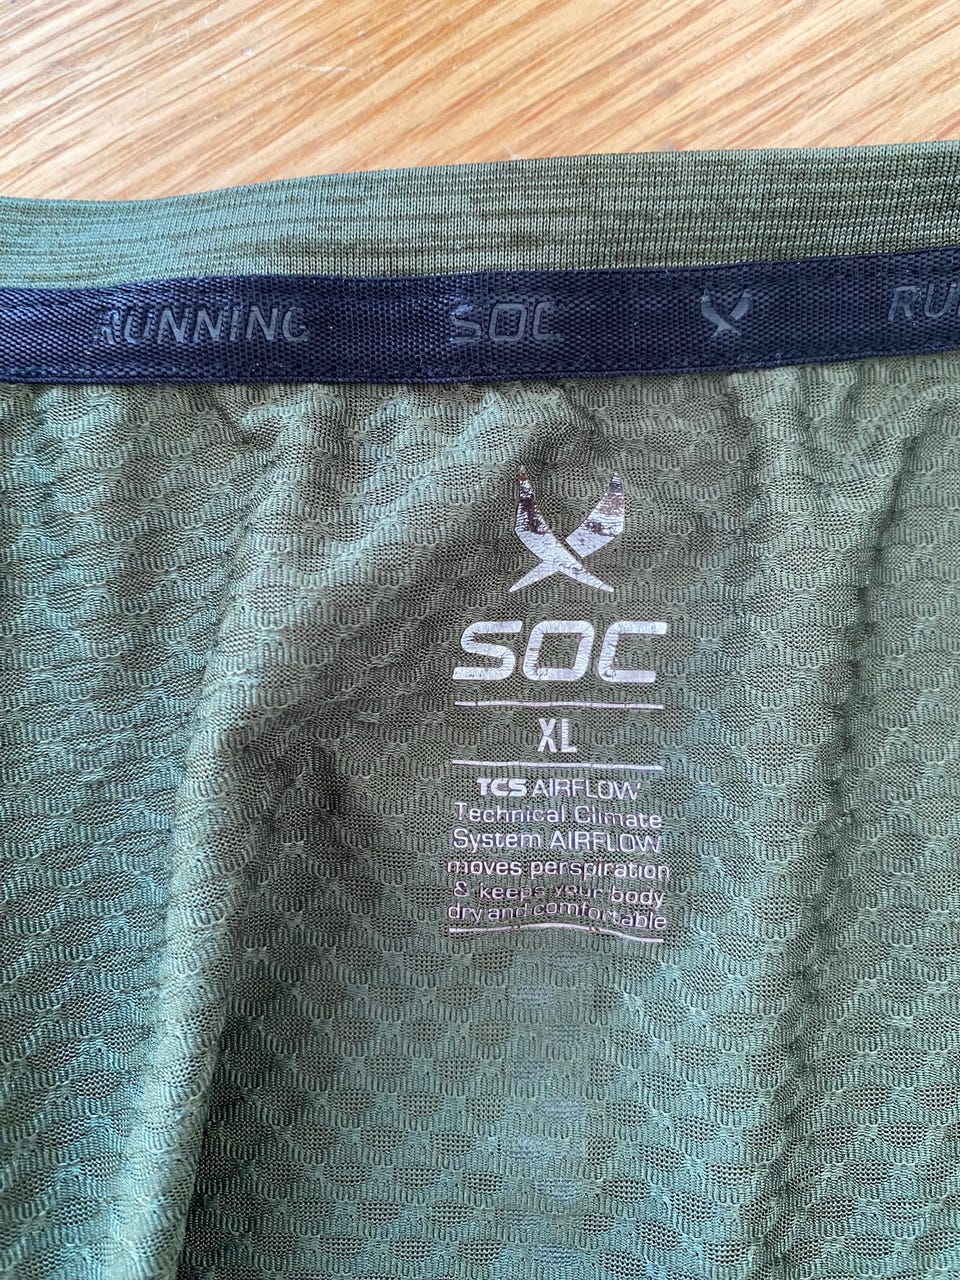 RUNNING SOC RU
SOC
XL
TCS AIRFLOW
Technical Climate
System AIRFLOW
moves perspiration
& keeps your body
dry and comfortable